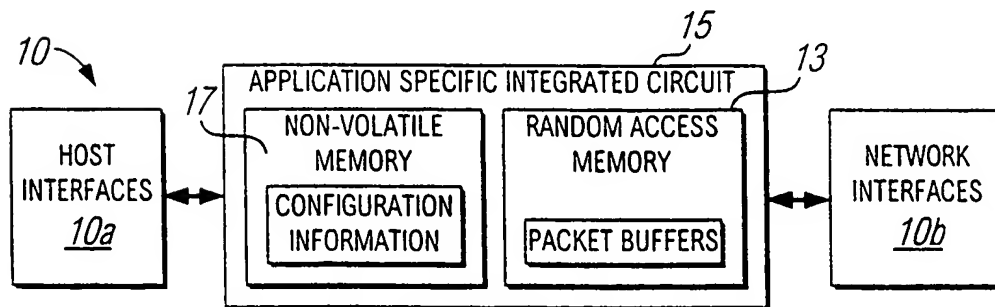 10
15
APPLICATION SPECIFIC INTEGRATED CIRCUIT
13
HOST
INTERFACES
10a
17
NON-VOLATILE
MEMORY
CONFIGURATION
INFORMATION
RANDOM ACCESS
MEMORY
PACKET BUFFERS
NETWORK
INTERFACES
10b